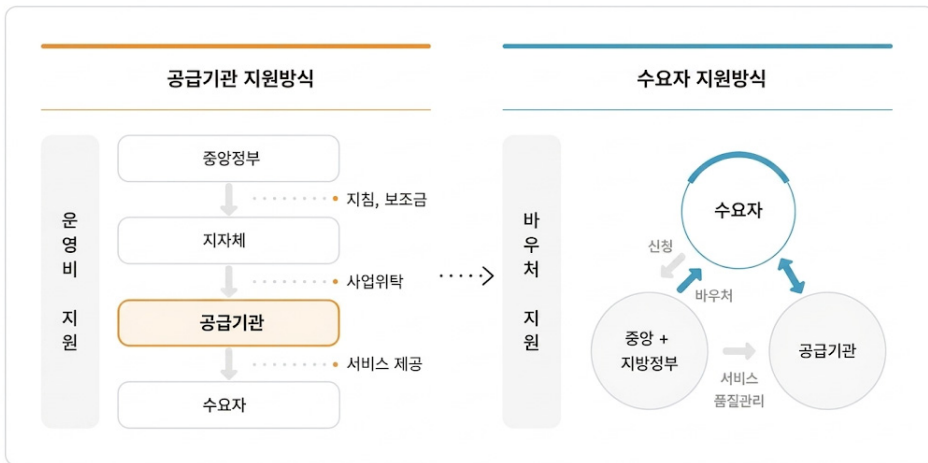 공급기관 지원방식
운영비 지원
중앙정부
지침, 보조금
지자체
사업위탁
공급기관
서비스 제공
수요자
수요자 지원방식
바우처 지원
수요자
신청
바우처
중앙 +
지방정부
공급기관
서비스
품질관리